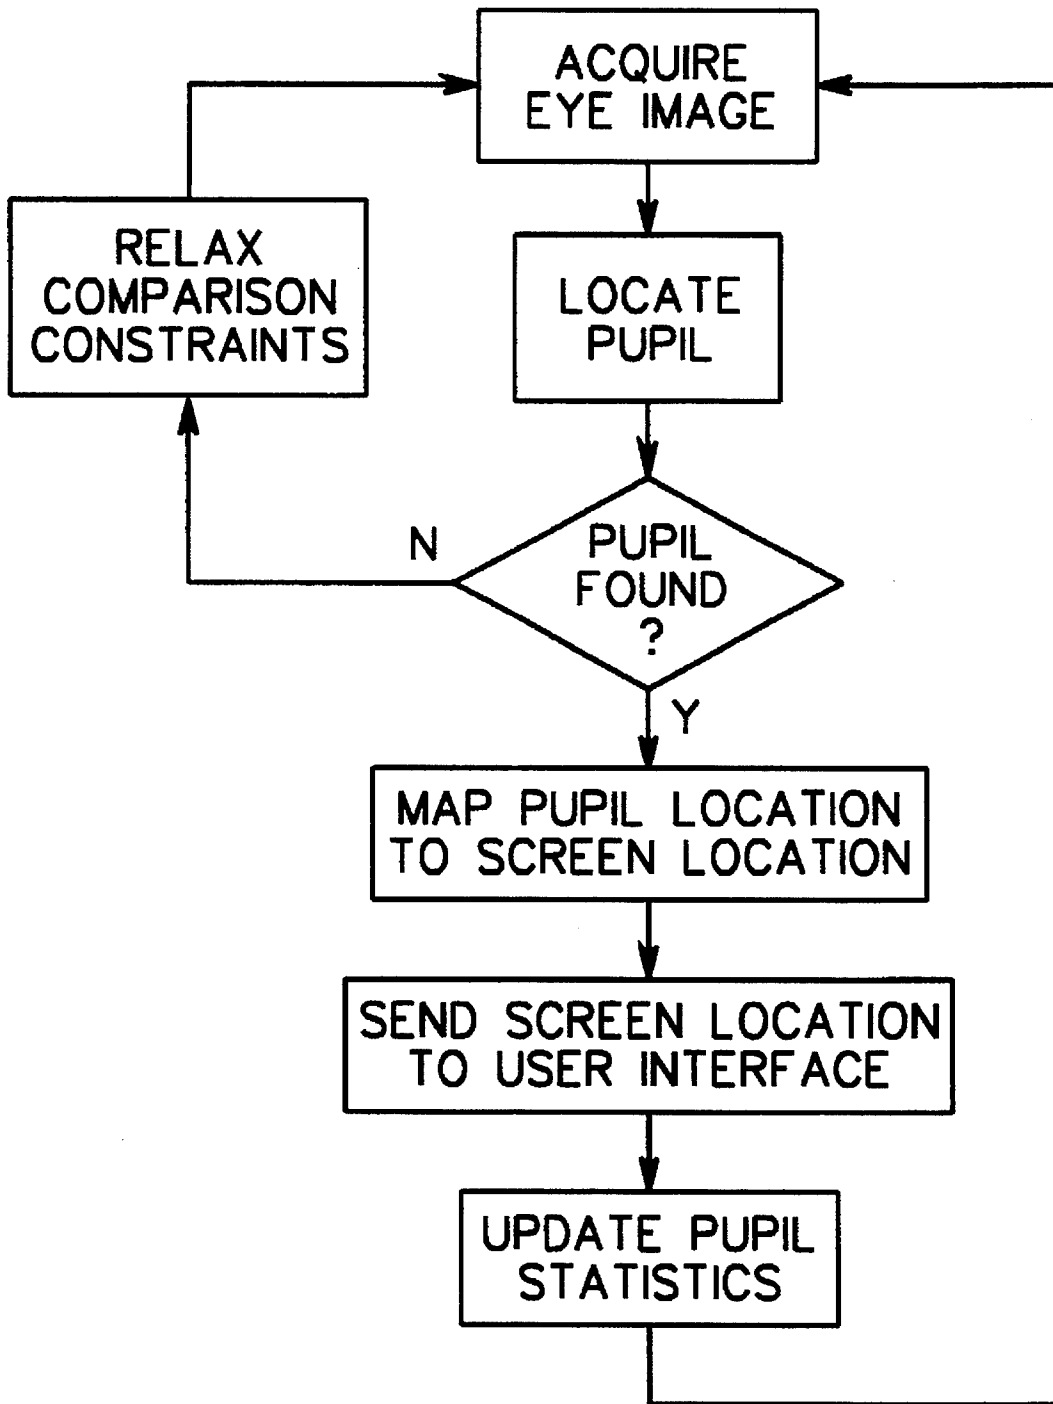 ACQUIRE
EYE IMAGE
RELAX
COMPARISON
CONSTRAINTS
LOCATE
PUPIL
N
PUPIL
FOUND
?
Y
MAP PUPIL LOCATION
TO SCREEN LOCATION
SEND SCREEN LOCATION
TO USER INTERFACE
UPDATE PUPIL
STATISTICS